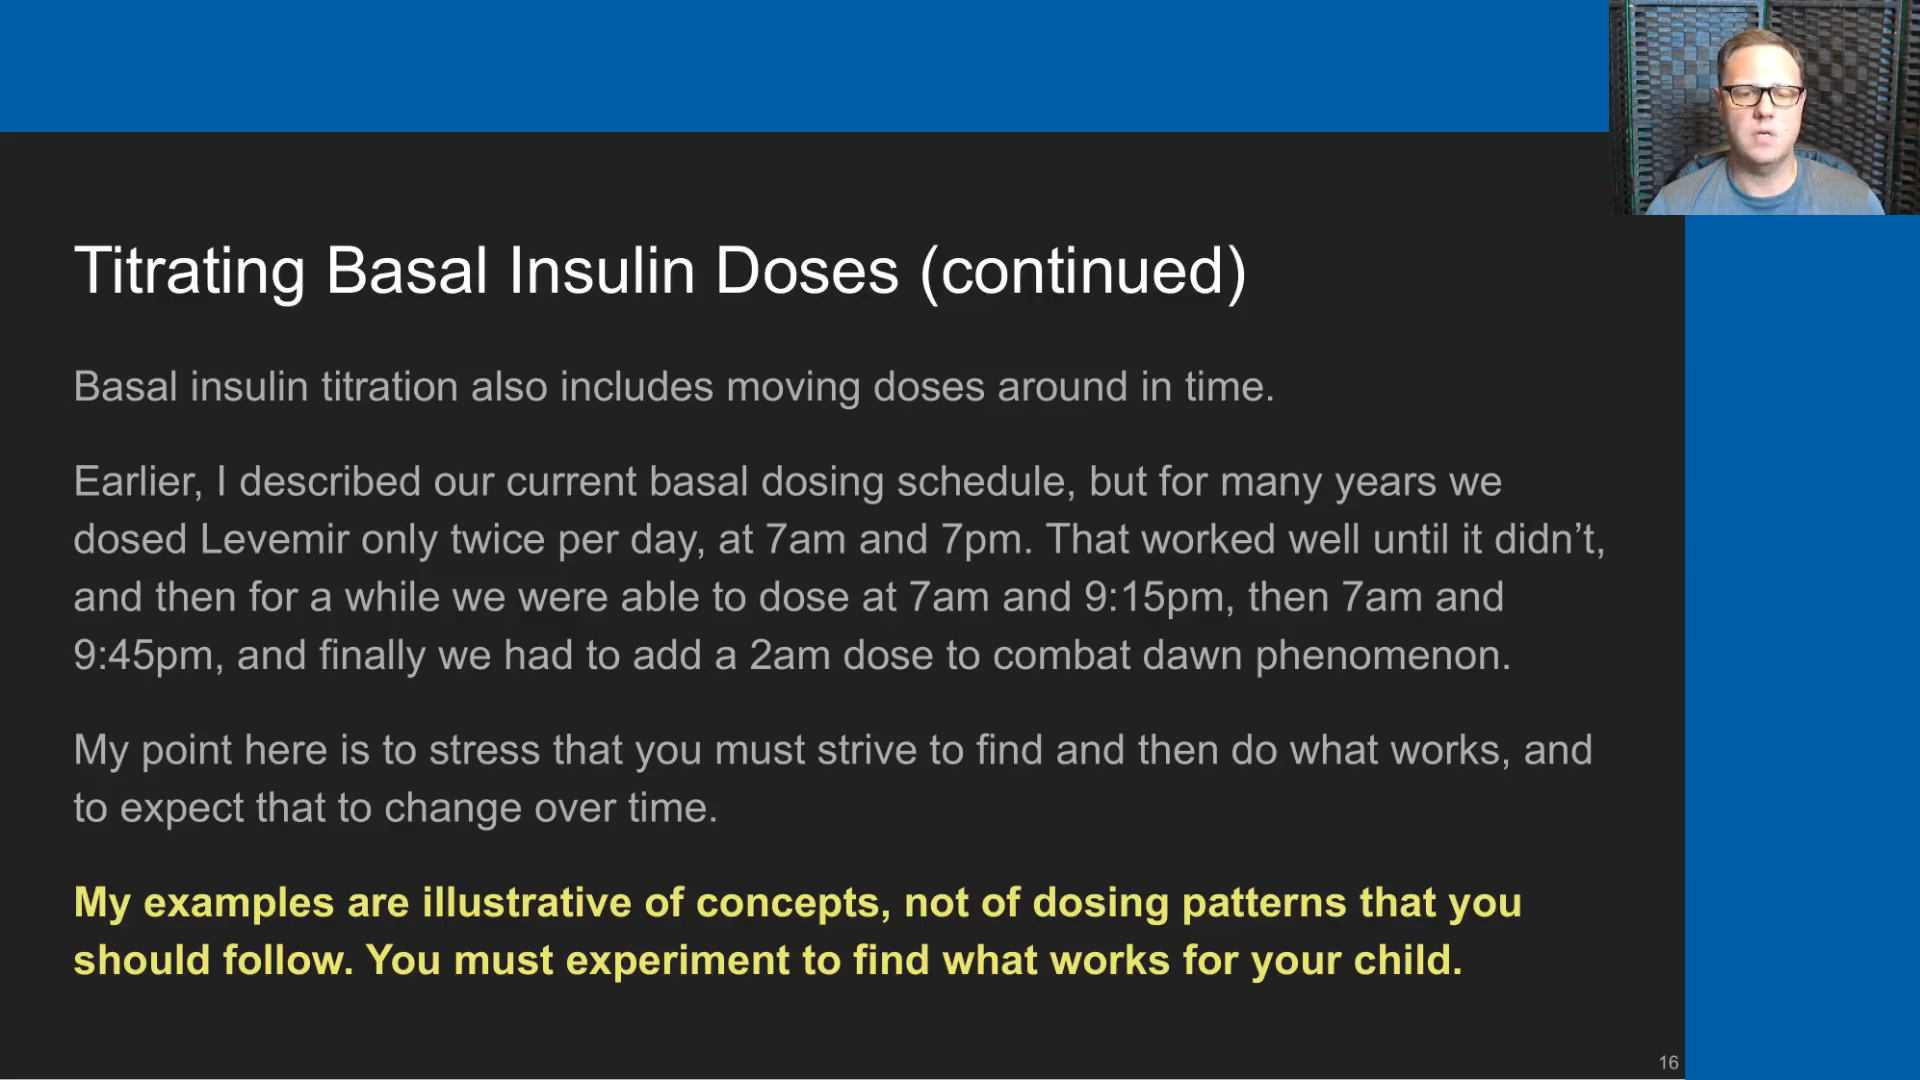 Titrating Basal Insulin Doses (continued)
Basal insulin titration also includes moving doses around in time.
Earlier, I described our current basal dosing schedule, but for many years we
dosed Levemir only twice per day, at 7am and 7pm. That worked well until it didn’t,
and then for a while we were able to dose at 7am and 9:15pm, then 7am and
9:45pm, and finally we had to add a 2am dose to combat dawn phenomenon.
My point here is to stress that you must strive to find and then do what works, and
to expect that to change over time.
My examples are illustrative of concepts, not of dosing patterns that you
should follow. You must experiment to find what works for your child.
16